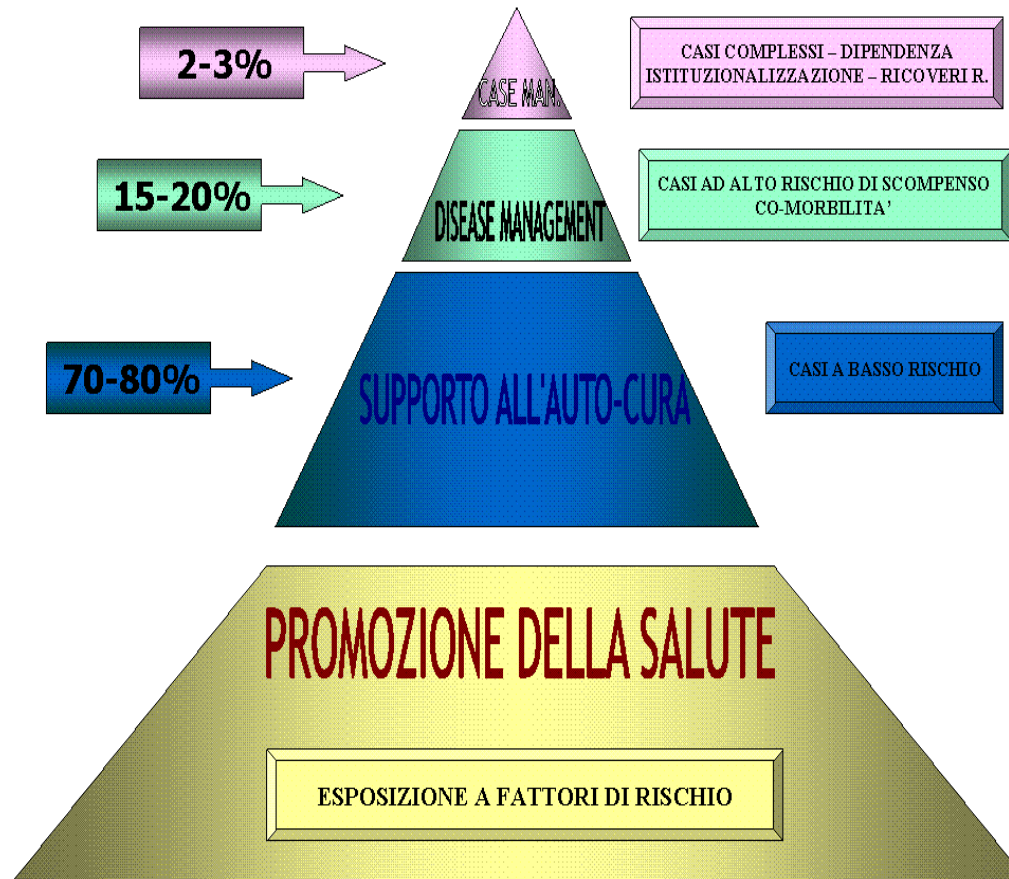 2-3%
CASE MAN.
CASI COMPLESSI – DIPENDENZA
ISTITUZIONALIZZAZIONE – RICOVERI R.
15-20%
DISEASE MANAGEMENT
CASI AD ALTO RISCHIO DI SCOMPENSO
CO-MORBILITA’
70-80%
SUPPORTO ALL'AUTO-CURA
CASI A BASSO RISCHIO
PROMOZIONE DELLA SALUTE
ESPOSIZIONE A FATTORI DI RISCHIO